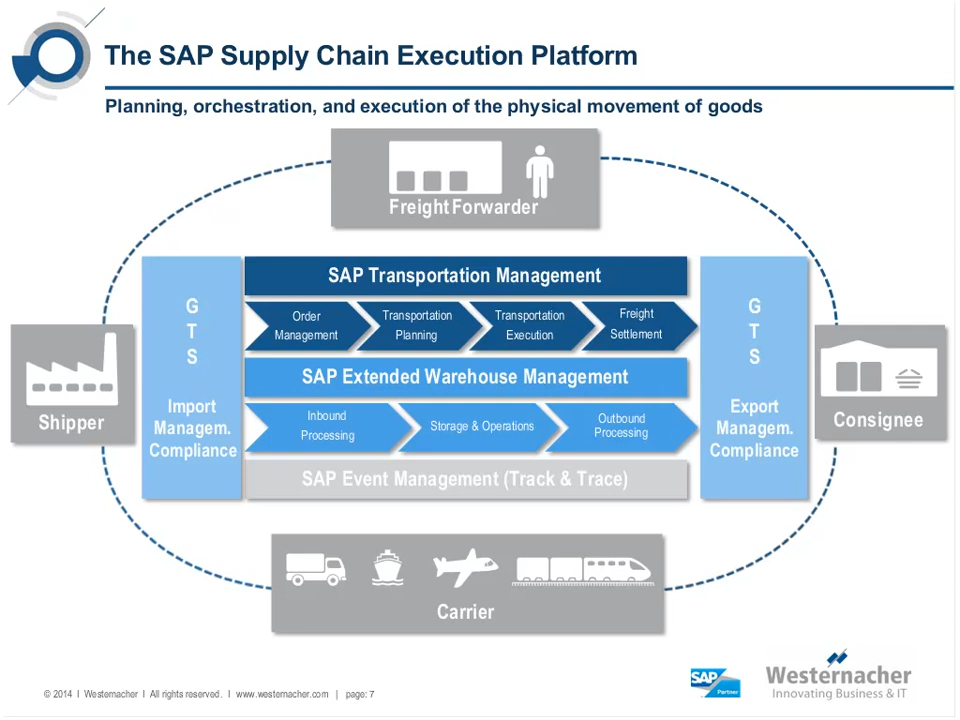 The SAP Supply Chain Execution Platform
Planning, orchestration, and execution of the physical movement of goods
Freight Forwarder
SAP Transportation Management
G
T
S
Import
Managem.
Compliance
Order
Management
Transportation
Planning
Transportation
Execution
Freight
Settlement
G
T
S
Export
Managem.
Compliance
Shipper
SAP Extended Warehouse Management
Consignee
Inbound
Processing
Storage & Operations
Outbound
Processing
SAP Event Management (Track & Trace)
Carrier
© 2014 I Westernacher I All rights reserved. I www.westernacher.com | page: 7
SAP
Partner
Westernacher
Innovating Business & IT